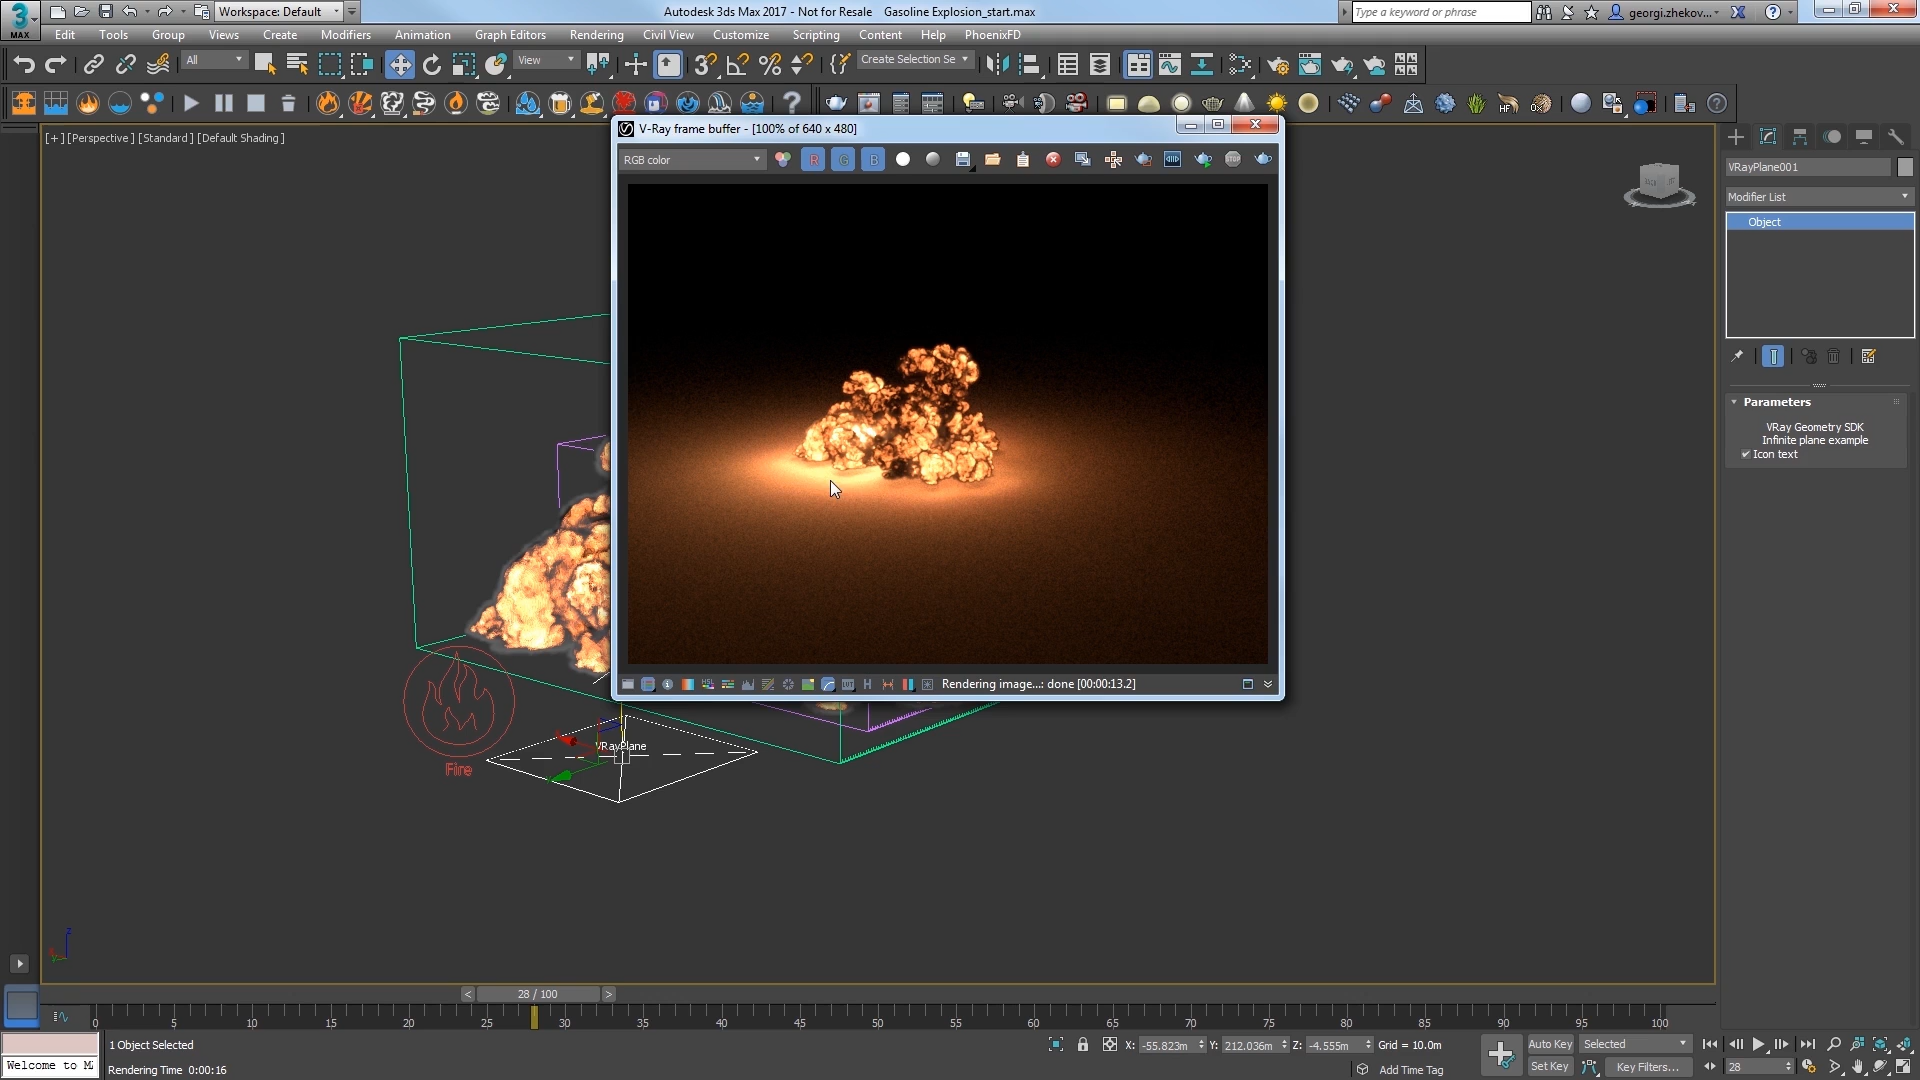 Workspace: Default
Autodesk 3ds Max 2017 - Not for Resale Gasoline Explosion_start.max
Type a keyword or phrase
georgi.zhekov...
MAX
Edit Tools Group Views Create Modifiers Animation Graph Editors Rendering Civil View Customize Scripting Content Help PhoenixFD
All
View
Create Selection Se
[+] [Perspective] [Standard] [Default Shading]
V-Ray frame buffer - [100% of 640 x 480]
RGB color
R G B
STOP
VRayPlane001
Modifier List
Object
Parameters
VRay Geometry SDK
Infinite plane example
Icon text
HSL
LUT
H
Rendering image...: done [00:00:13.2]
VRayPlane
Fire
z
< 28 / 100 >
0 5 10 15 20 25 30 35 40 45 50 55 60 65 70 75 80 85 90 95 100
1 Object Selected
X: -55.823m Y: 212.036m Z: -4.555m Grid = 10.0m
Auto Key Selected
Welcome to M
Rendering Time 0:00:16
Add Time Tag
Set Key Key Filters...
28